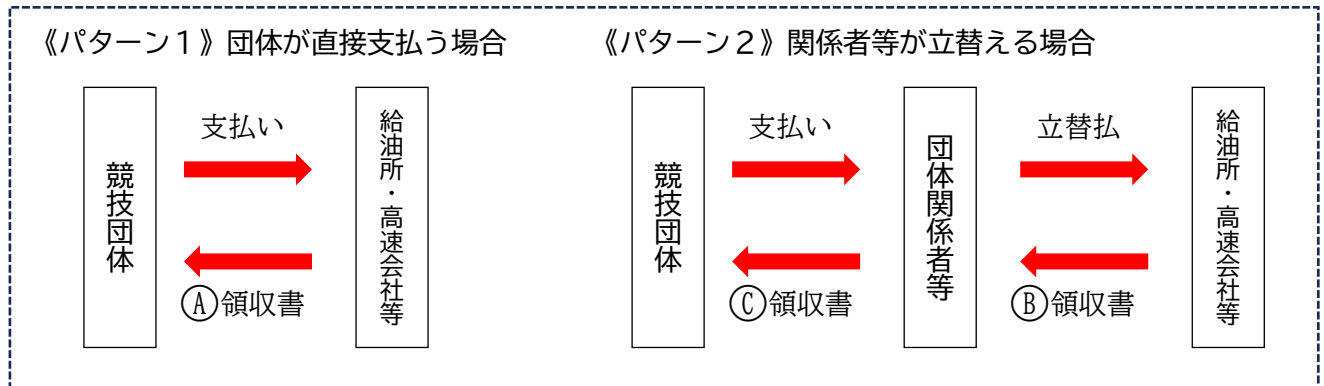 《パターン１》団体が直接支払う場合
競技団体
支払い
Ⓐ領収書
給油所・高速会社等
《パターン２》関係者等が立替える場合
競技団体
支払い
Ⓒ領収書
団体関係者等
立替払
Ⓑ領収書
給油所・高速会社等